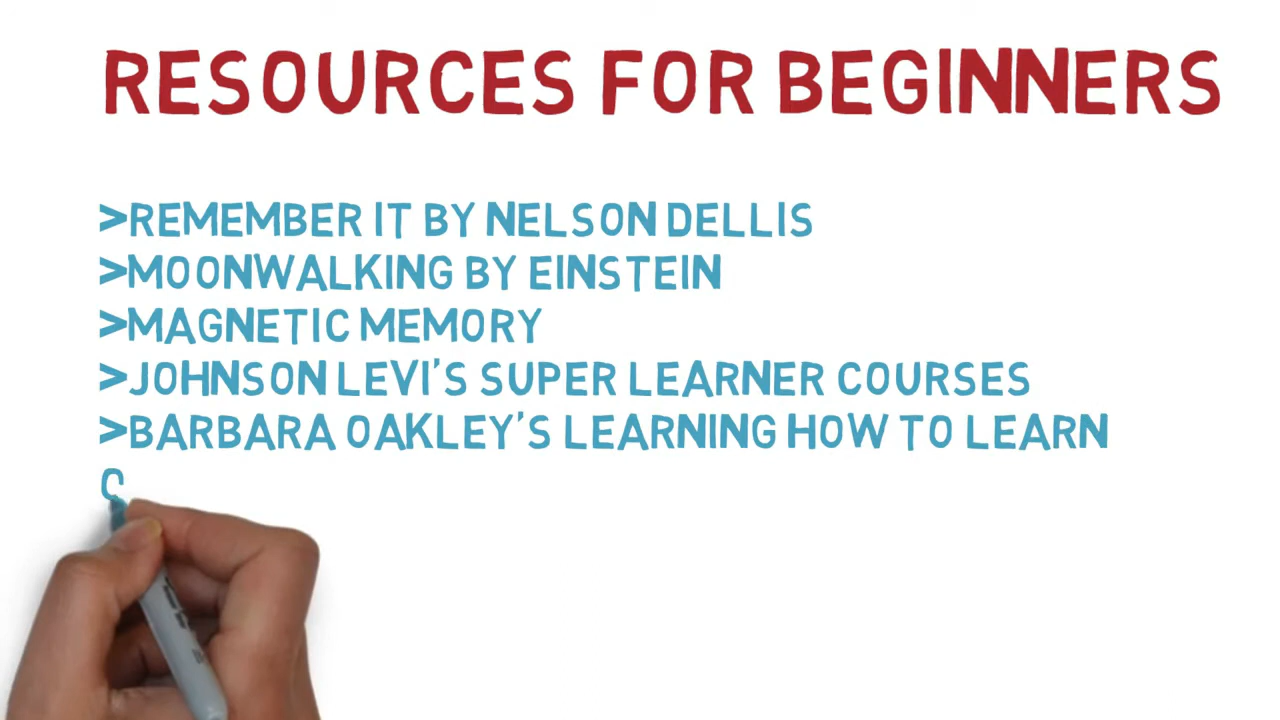 RESOURCES FOR BEGINNERS
>REMEMBER IT BY NELSON DELLIS
>MOONWALKING BY EINSTEIN
>MAGNETIC MEMORY
>JOHNSON LEVI'S SUPER LEARNER COURSES
>BARBARA OAKLEY'S LEARNING HOW TO LEARN
C